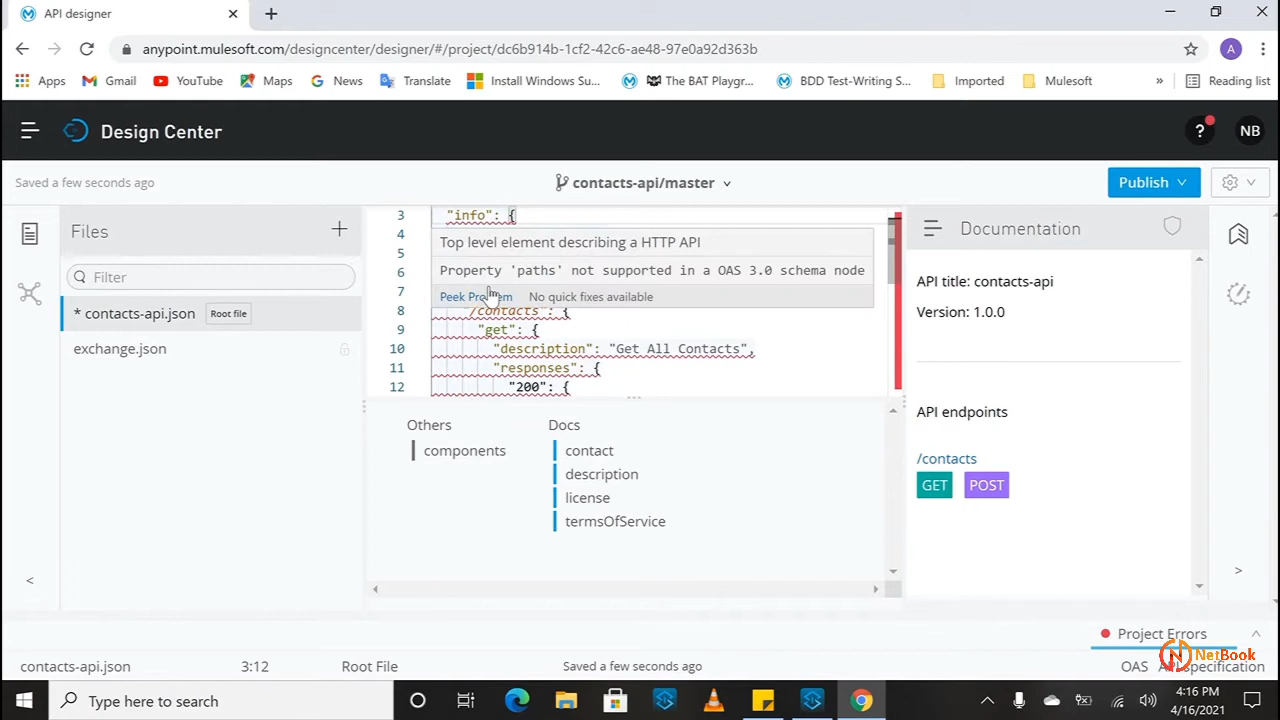 API designer
anypoint.mulesoft.com/designcenter/designer/#/project/dc6b914b-1cf2-42c6-ae48-97e0a92d363b
A
Apps
Gmail
YouTube
Maps
News
Translate
Install Windows Su...
The BAT Playgr...
BDD Test-Writing S...
Imported
Mulesoft
»
Reading list
Design Center
?
NB
Saved a few seconds ago
contacts-api/master
Publish
Files
Filter
* contacts-api.json
Root file
exchange.json
3 "info": {
4
5
6
7
Top level element describing a HTTP API
Property 'paths' not supported in a OAS 3.0 schema node
Peek Problem
No quick fixes available
8 "/contacts": {
9 "get": {
10 "description": "Get All Contacts",
11 "responses": {
12 "200": {
Others
components
Docs
contact
description
license
termsOfService
Documentation
API title: contacts-api
Version: 1.0.0
API endpoints
/contacts
GET
POST
<
>
Project Errors
contacts-api.json
3:12
Root File
Saved a few seconds ago
OAS
specification
NetBook
Type here to search
4:16 PM
4/16/2021